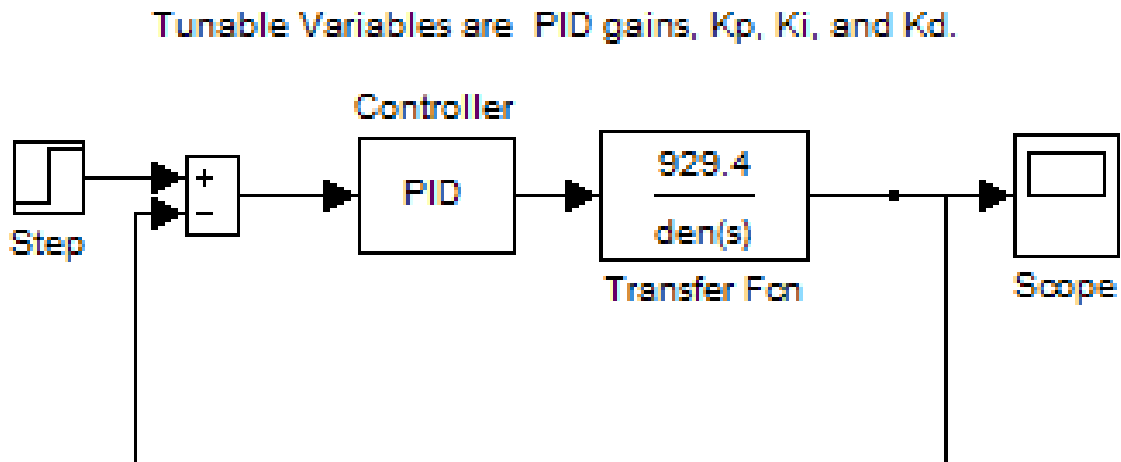 Tunable Variables are PID gains, Kp, Ki, and Kd.
Controller
Step
+
−
PID
929.4
den(s)
Transfer Fcn
Scope